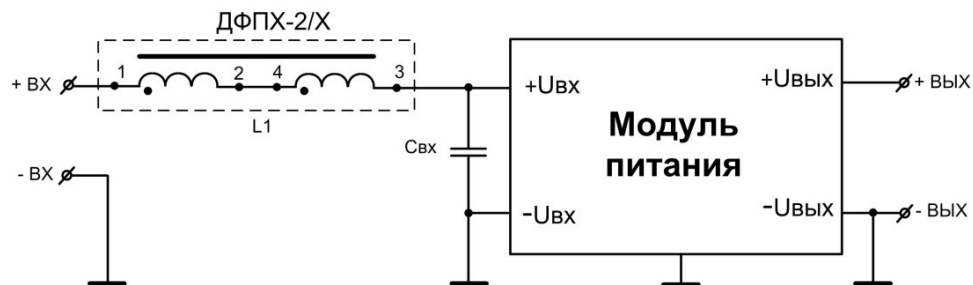 ДФПХ-2/Х
+ ВХ 1 2 4 3 +Uвх +Uвых + ВЫХ
L1
Свх
Модуль
питания
- ВХ
-Uвх -Uвых - ВЫХ